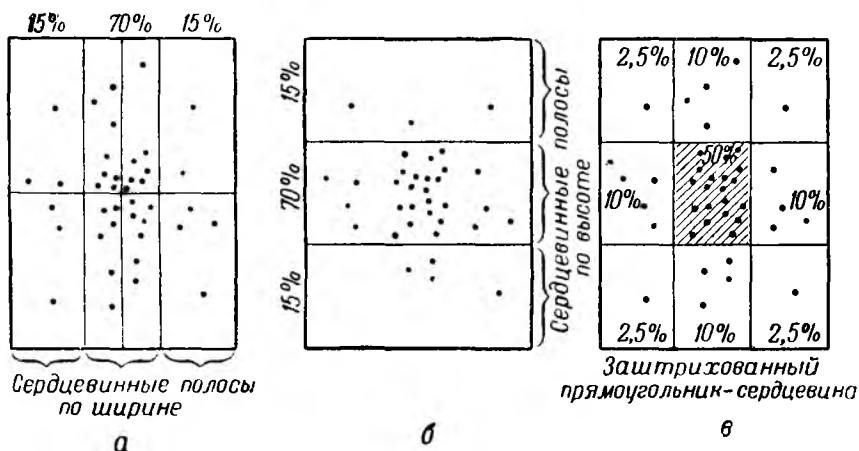 15% 70% 15%
Сердцевинные полосы
по ширине
а
15%
70%
15%
Сердцевинные полосы
по высоте
б
2,5% 10% 2,5%
50%
10% 10%
2,5% 10% 2,5%
Заштрихованный
прямоугольник-сердцевина
в